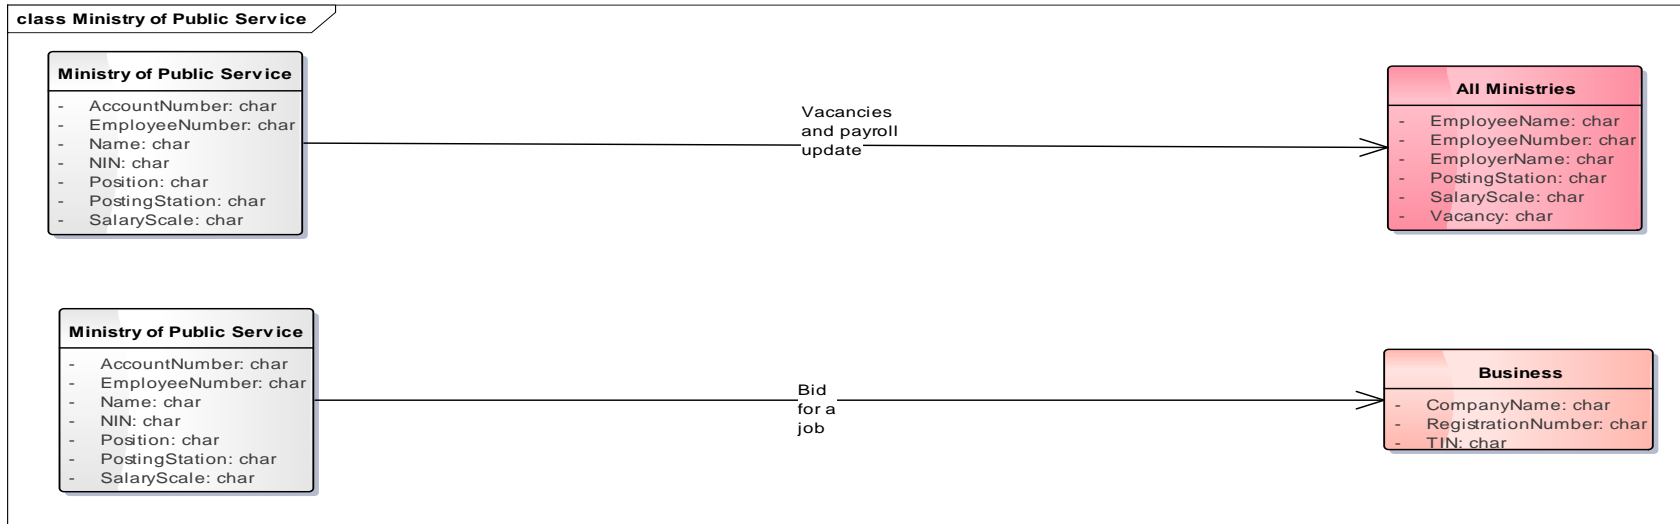 class Ministry of Public Service
Ministry of Public Service
- AccountNumber: char
- EmployeeNumber: char
- Name: char
- NIN: char
- Position: char
- PostingStation: char
- SalaryScale: char
Vacancies
and payroll
update
All Ministries
- EmployeeName: char
- EmployeeNumber: char
- EmployerName: char
- PostingStation: char
- SalaryScale: char
- Vacancy: char
Ministry of Public Service
- AccountNumber: char
- EmployeeNumber: char
- Name: char
- NIN: char
- Position: char
- PostingStation: char
- SalaryScale: char
Bid
for a
job
Business
- CompanyName: char
- RegistrationNumber: char
- TIN: char